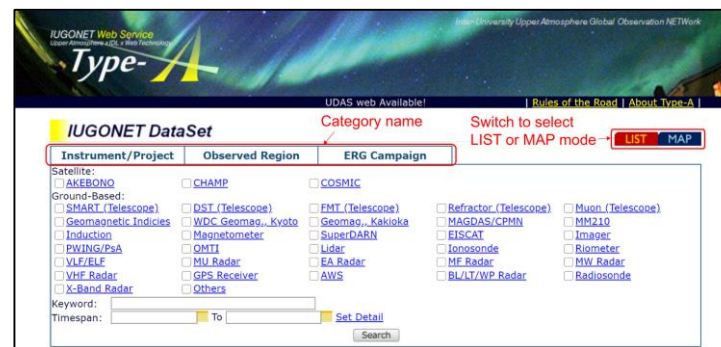 IUGONET Web Service
Inter-University Upper Atmosphere Global Observation NETWork
Upper Atmosphere x IDL x Web Technology
Type-A
UDAS web Available!
| Rules of the Road | About Type-A |
IUGONET DataSet
Category name
Switch to select
LIST or MAP mode
LIST MAP
Instrument/Project Observed Region ERG Campaign
Satellite:
AKEBONO CHAMP COSMIC
Ground-Based:
SMART (Telescope) DST (Telescope) FMT (Telescope) Refractor (Telescope) Muon (Telescope)
Geomagnetic Indicies WDC Geomag., Kyoto Geomag., Kakioka MAGDAS/CPMN MM210
Induction Magnetometer SuperDARN EISCAT Imager
PWING/PsA OMTI Lidar Ionosonde Riometer
VLF/ELF MU Radar EA Radar MF Radar MW Radar
VHF Radar GPS Receiver AWS BL/LT/WP Radar Radiosonde
X-Band Radar Others
Keyword:
Timespan: To Set Detail
Search